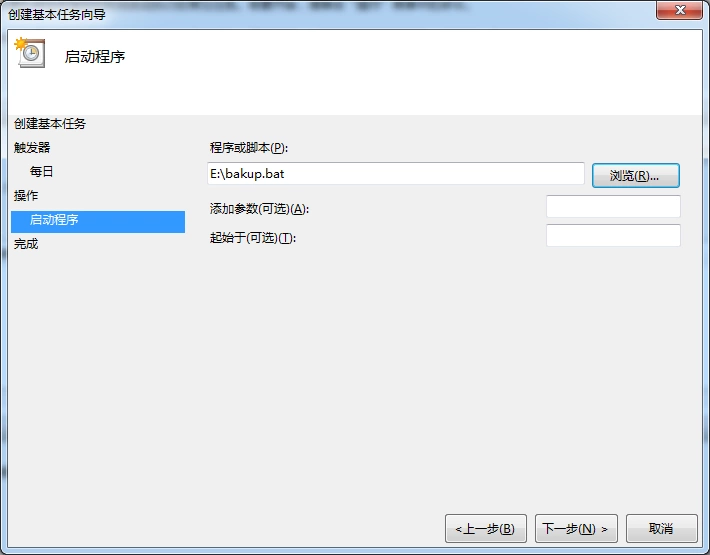 创建基本任务向导
启动程序
创建基本任务
触发器
每日
操作
启动程序
完成
程序或脚本(P):
E:\bakup.bat
浏览(R)...
添加参数(可选)(A):
起始于(可选)(T):
<上一步(B)
下一步(N) >
取消